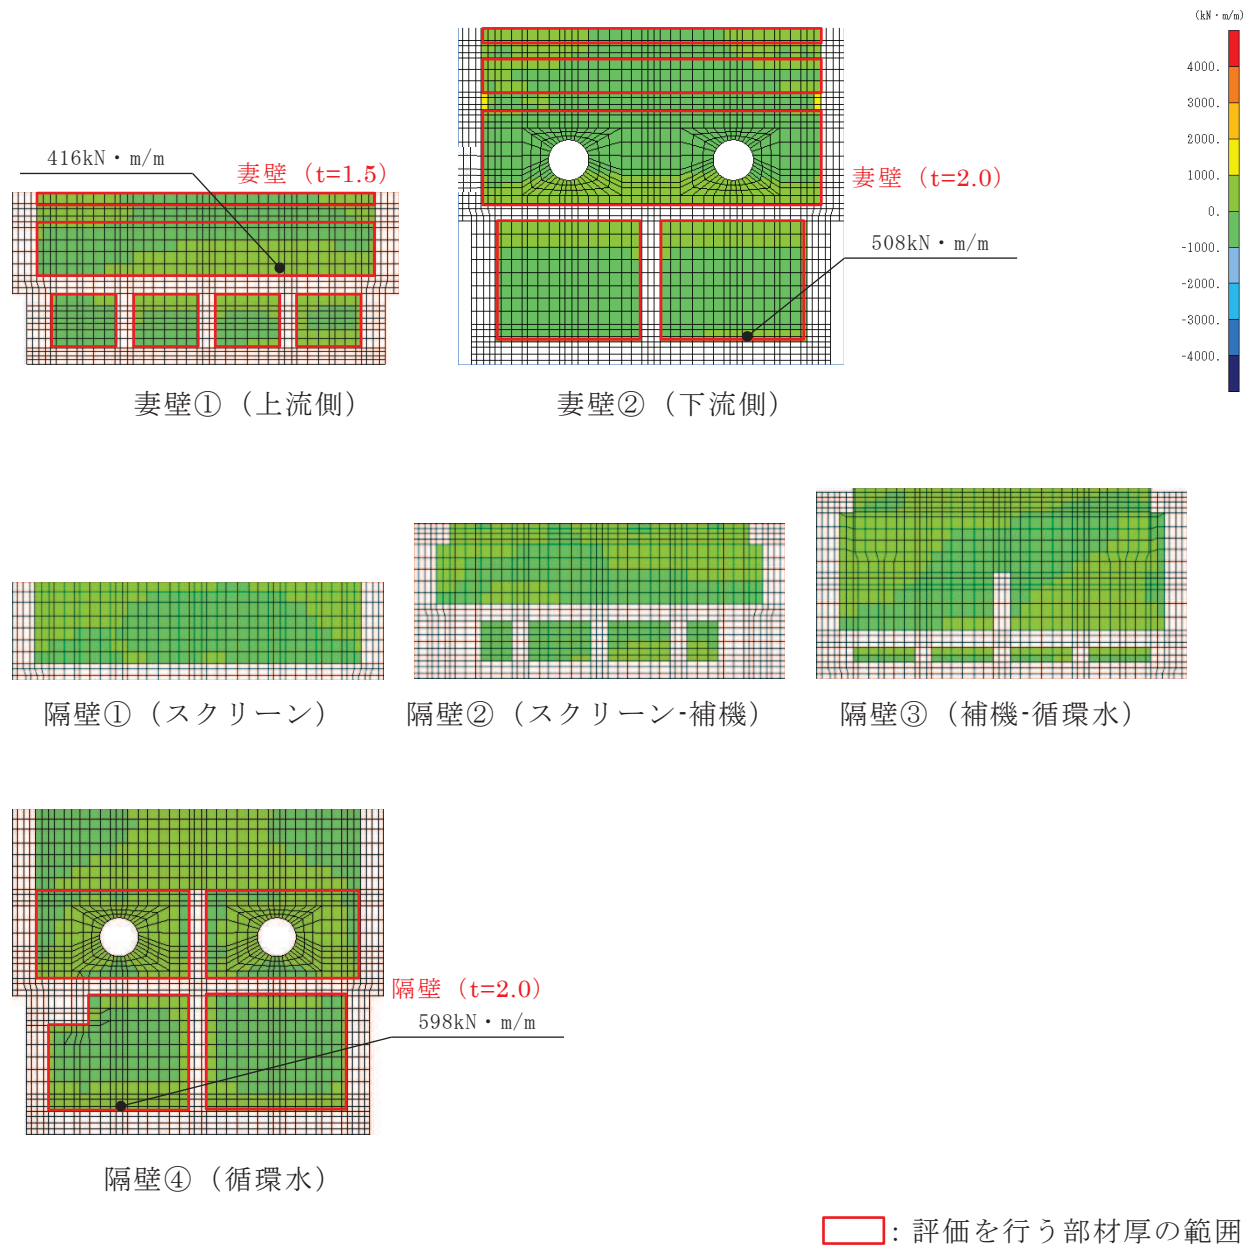 (kN・m/m)
4000.
3000.
2000.
1000.
0.
-1000.
-2000.
-3000.
-4000.
416kN・m/m
妻壁（t=1.5）
妻壁（t=2.0）
508kN・m/m
妻壁①（上流側）
妻壁②（下流側）
隔壁①（スクリーン）
隔壁②（スクリーン-補機）
隔壁③（補機-循環水）
隔壁（t=2.0）
598kN・m/m
隔壁④（循環水）
：評価を行う部材厚の範囲